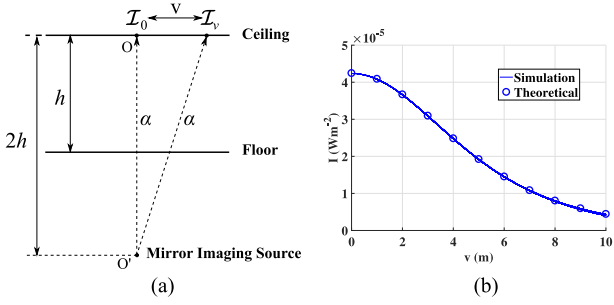 𝓘₀ v 𝓘ᵥ
O
Ceiling
h
2h
α α
Floor
O'
Mirror Imaging Source
(a)
×10⁻⁵
5
4
3
2
1
0
I (Wm⁻²)
Simulation
Theoretical
0 2 4 6 8 10
v (m)
(b)